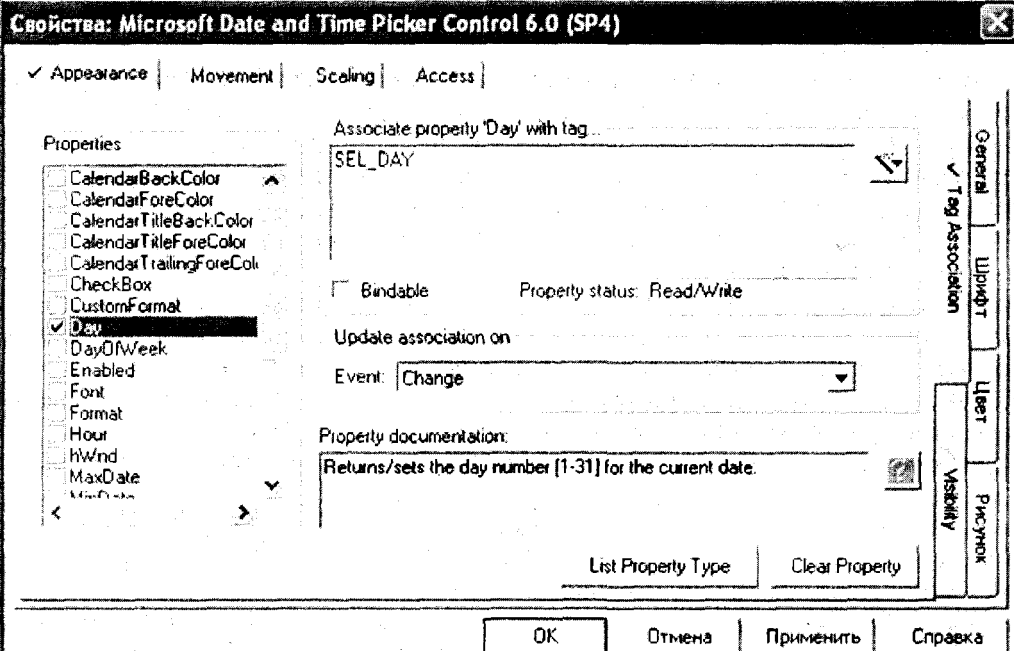 Свойства: Microsoft Date and Time Picker Control 6.0 (SP4)
Appearance Movement Scaling Access
Properties
CalendarBackColor
CalendarForeColor
CalendarTitleBackColor
CalendarTitleForeColor
CalendarTrailingForeColo
CheckBox
CustomFormat
Day
DayOfWeek
Enabled
Font
Format
Hour
hWnd
MaxDate
MinDate
Associate property 'Day' with tag...
SEL_DAY
Bindable Property status: Read/Write
Update association on
Event: Change
Property documentation:
Returns/sets the day number [1-31] for the current date.
List Property Type Clear Property
General
Tag Association
Шрифт
Цвет
Visibility
Рисунок
OK Отмена Применить Справка